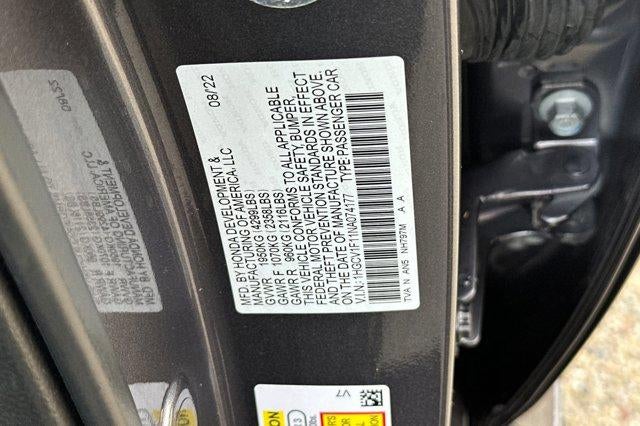 MFD. BY HONDA DEVELOPMENT & 08/22
MANUFACTURING OF AMERICA, LLC
GVWR 1950KG (4299LBS)
GAWR F 1070KG (2358LBS)
GAWR R 960KG (2116LBS)
THIS VEHICLE CONFORMS TO ALL APPLICABLE
FEDERAL MOTOR VEHICLE SAFETY, BUMPER,
AND THEFT PREVENTION STANDARDS IN EFFECT
ON THE DATE OF MANUFACTURE SHOWN ABOVE.
V.I.N.: 1HGCV1F11NA074177 TYPE:PASSENGER CAR
TVA N AN5 NH797M A A
V7